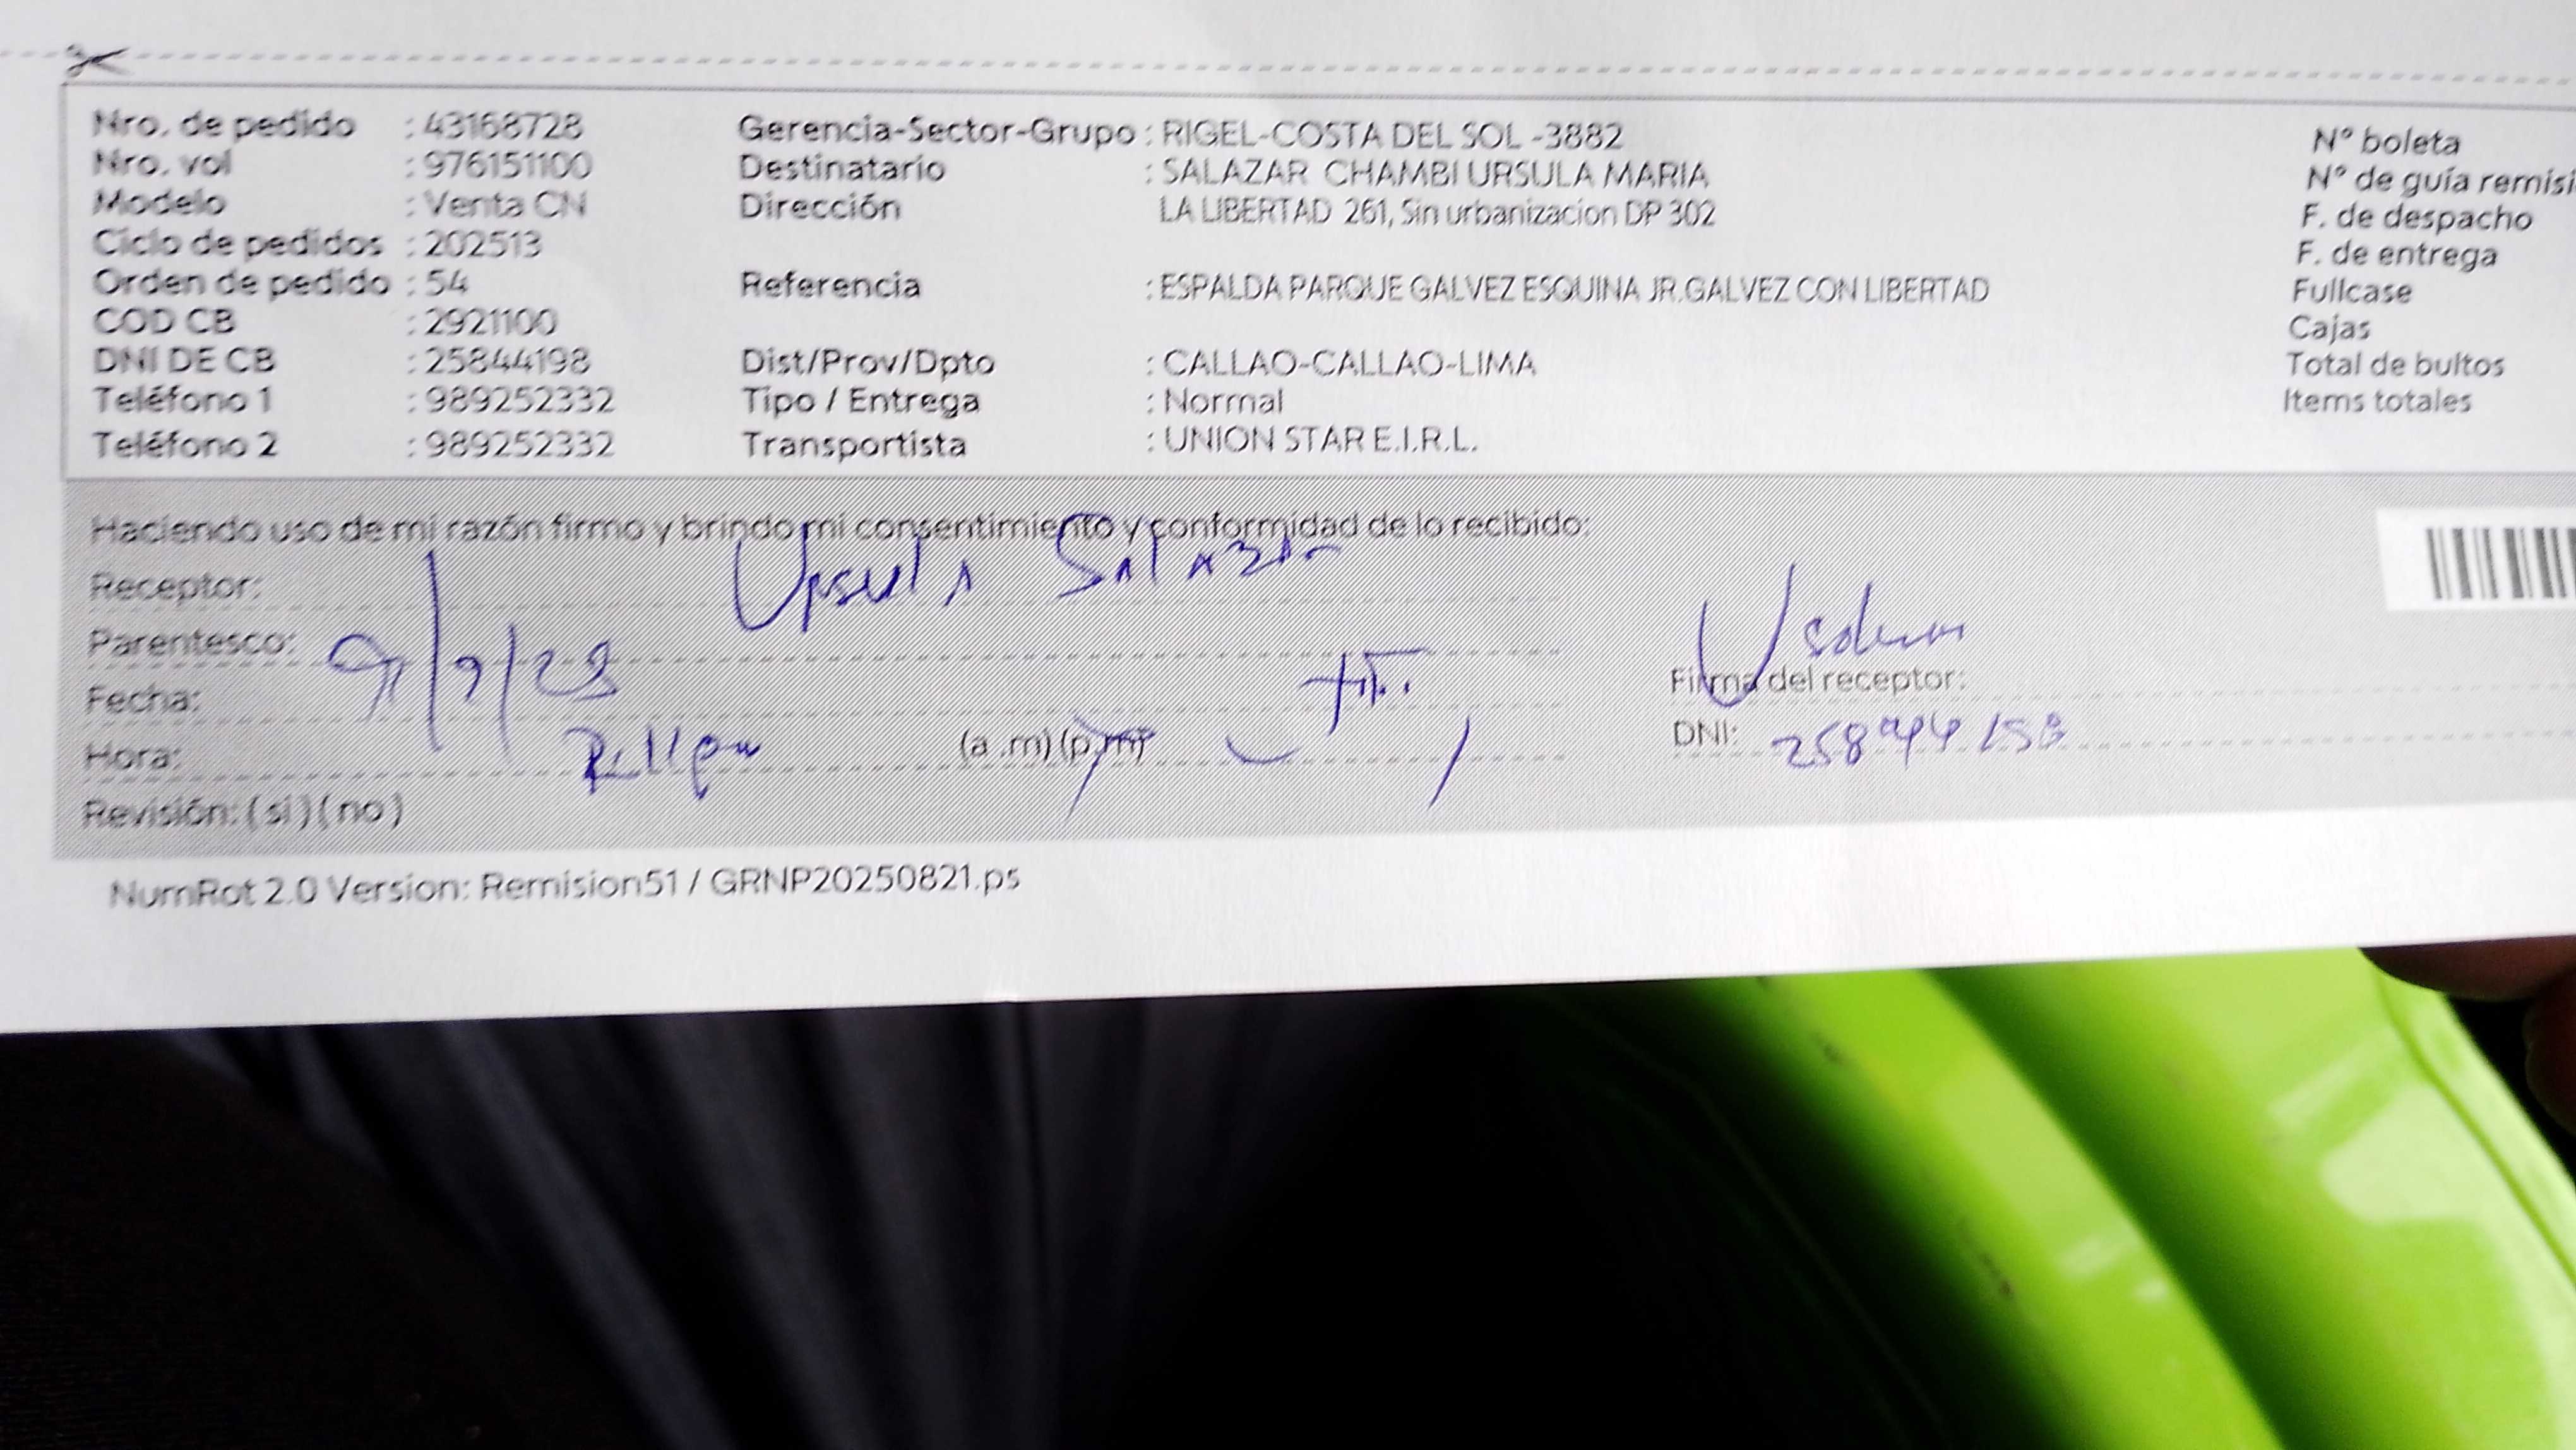 Nro. de pedido : 43168728 Gerencia-Sector-Grupo : RIGEL-COSTA DEL SOL -3882 N° boleta
Nro. vol : 976151100 Destinatario : SALAZAR CHAMBI URSULA MARIA N° de guía remisi
Modelo : Venta CN Dirección LA LIBERTAD 261, Sin urbanizacion DP 302 F. de despacho
Ciclo de pedidos : 202513 F. de entrega
Orden de pedido : 54 Referencia : ESPALDA PARQUE GALVEZ ESQUINA JR.GALVEZ CON LIBERTAD Fullcase
COD CB : 2921100 Cajas
DNI DE CB : 25844198 Dist/Prov/Dpto : CALLAO-CALLAO-LIMA Total de bultos
Teléfono 1 : 989252332 Tipo / Entrega : Normal Items totales
Teléfono 2 : 989252332 Transportista : UNION STAR E.I.R.L.
Haciendo uso de mi razón firmo y brindo mi consentimiento y conformidad de lo recibido:
Receptor: Ursula Salazar
Parentesco:
Firma del receptor:
Fecha:
Hora: (a .m) (p.m) DNI:
Revisión: ( si ) ( no )
NumRot 2.0 Version: Remision51 / GRNP20250821.ps